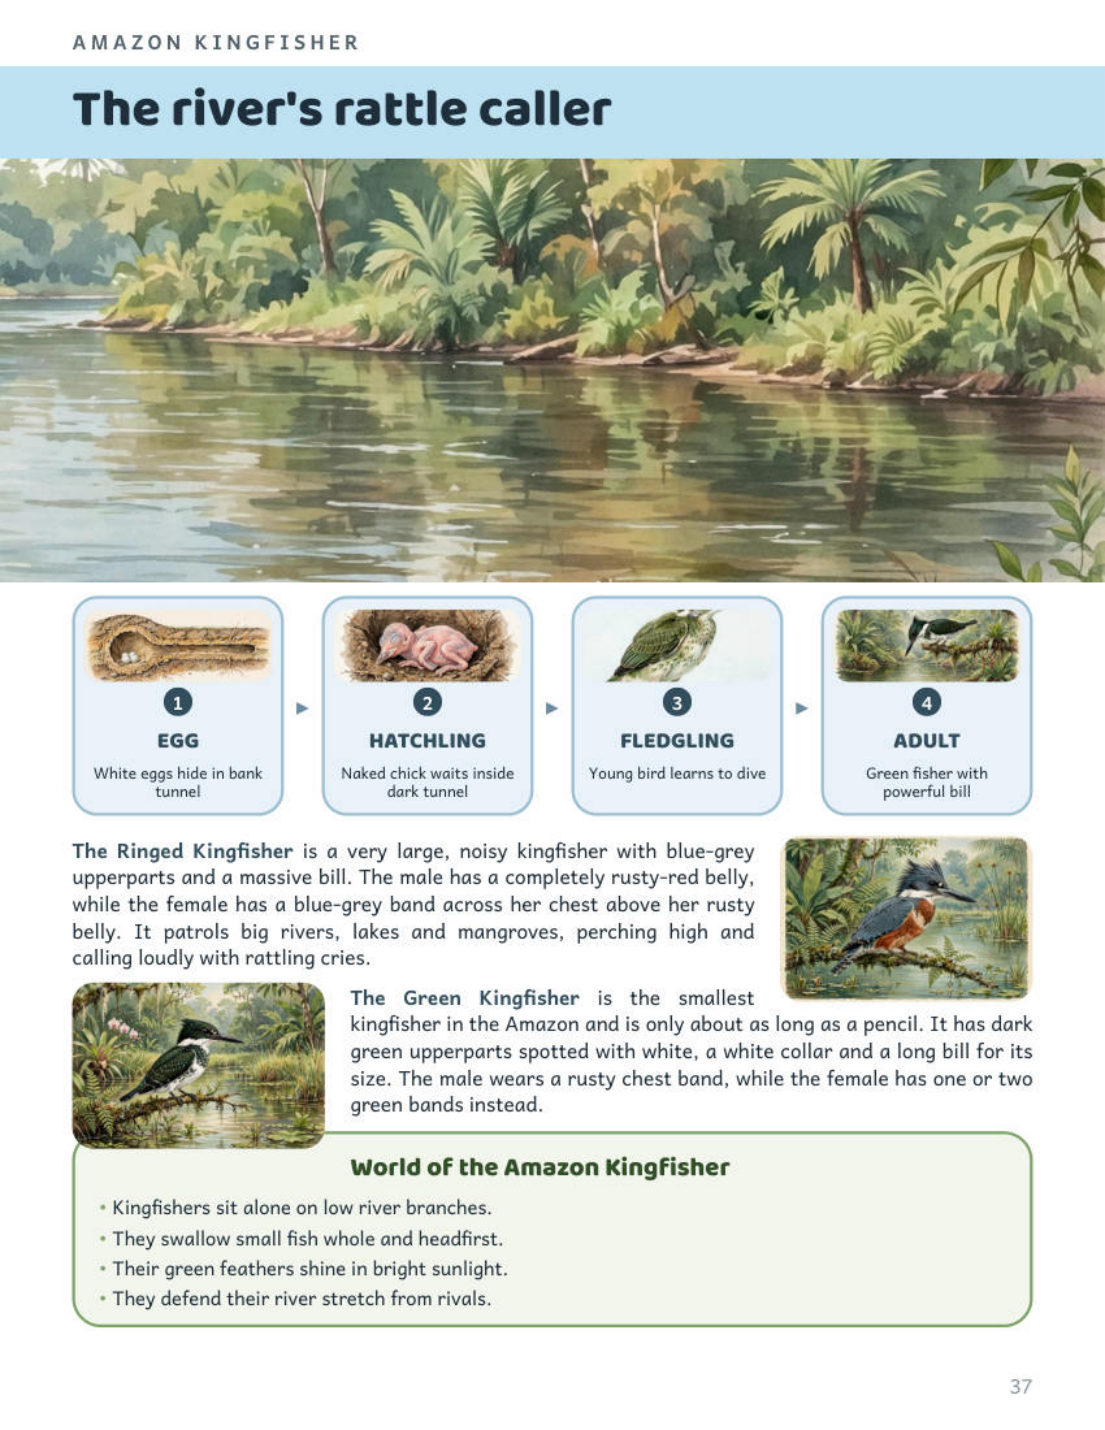 AMAZON KINGFISHER
The river's rattle caller
1
EGG
White eggs hide in bank
tunnel
2
HATCHLING
Naked chick waits inside
dark tunnel
3
FLEDGLING
Young bird learns to dive
4
ADULT
Green fisher with
powerful bill
The Ringed Kingfisher is a very large, noisy kingfisher with blue-grey
upperparts and a massive bill. The male has a completely rusty-red belly,
while the female has a blue-grey band across her chest above her rusty
belly. It patrols big rivers, lakes and mangroves, perching high and
calling loudly with rattling cries.
The Green Kingfisher is the smallest
kingfisher in the Amazon and is only about as long as a pencil. It has dark
green upperparts spotted with white, a white collar and a long bill for its
size. The male wears a rusty chest band, while the female has one or two
green bands instead.
World of the Amazon Kingfisher
• Kingfishers sit alone on low river branches.
• They swallow small fish whole and headfirst.
• Their green feathers shine in bright sunlight.
• They defend their river stretch from rivals.
37